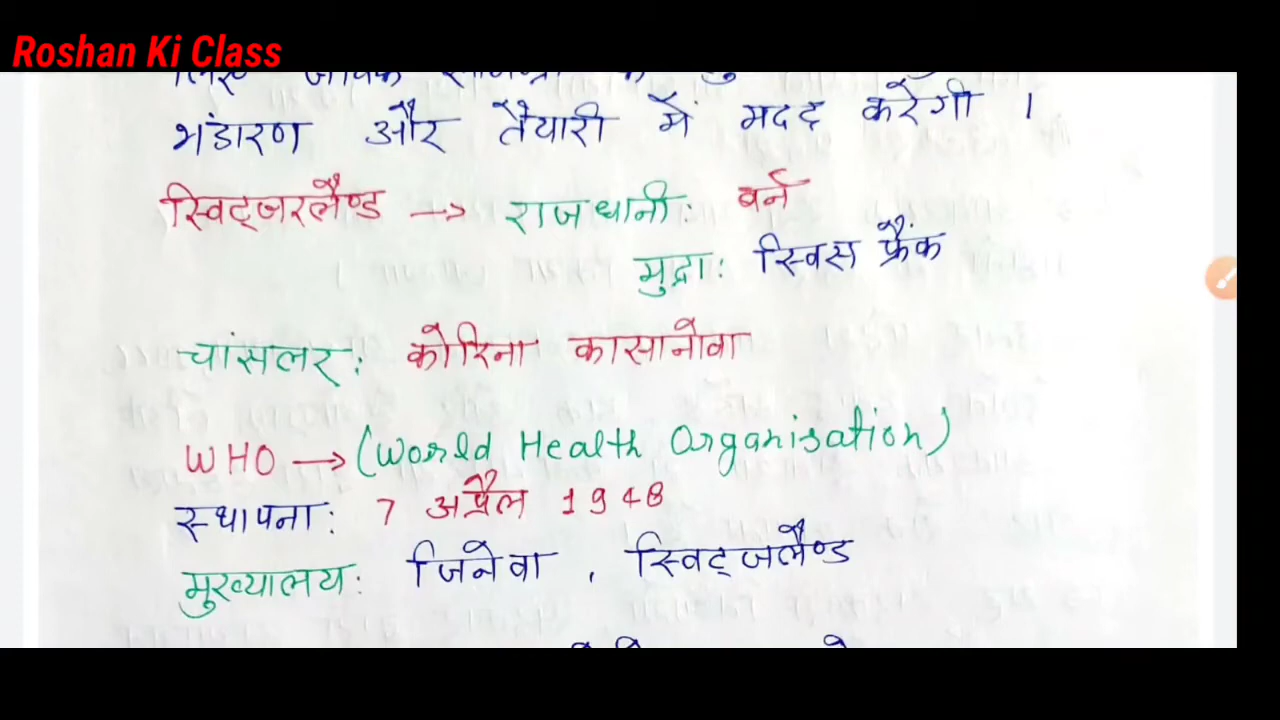 Roshan Ki Class
भंडारण और तैयारी में मदद करेगी ।
स्विट्जरलैण्ड → राजधानी: बर्न
मुद्रा: स्विस फ्रैंक
चांसलर: कोरिना कासानोवा
WHO → (World Health Organisation)
स्थापना: 7 अप्रैल 1948
मुख्यालय: जिनेवा , स्विट्जर्लैण्ड